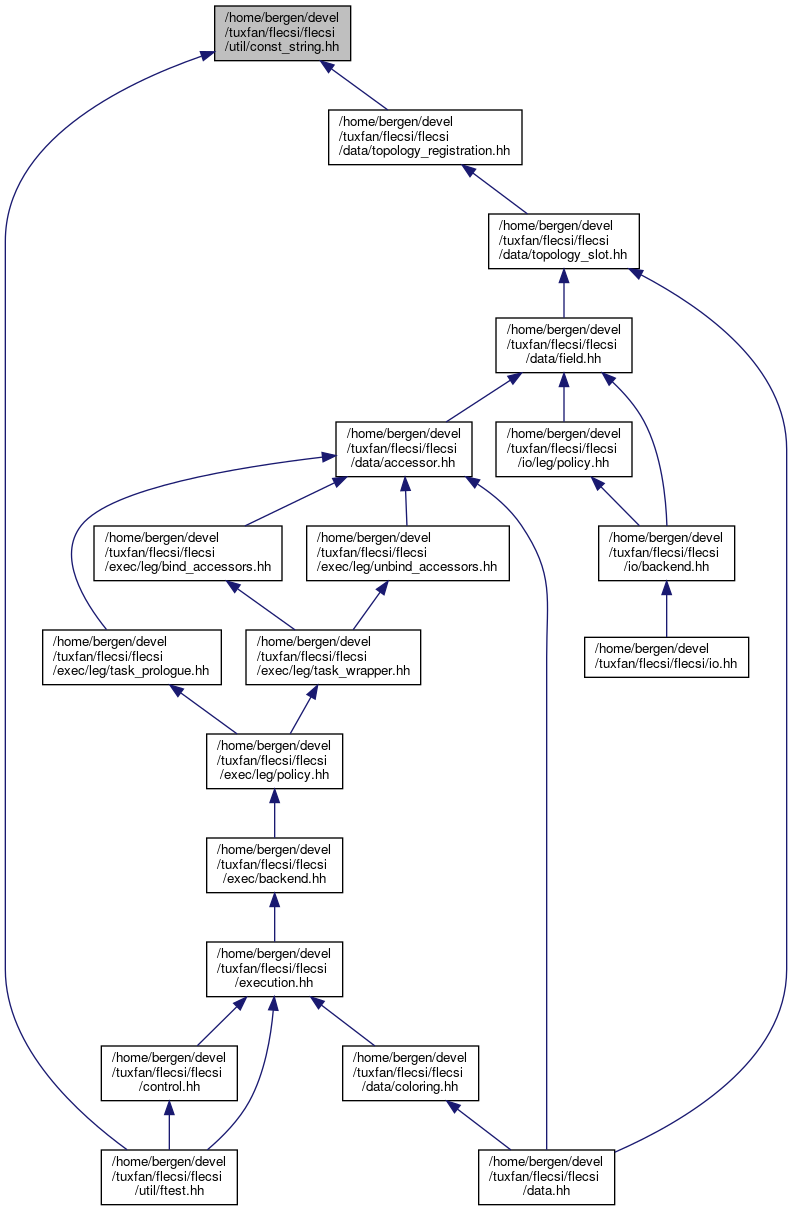 /home/bergen/devel
/tuxfan/flecsi/flecsi
/util/const_string.hh
/home/bergen/devel
/tuxfan/flecsi/flecsi
/data/topology_registration.hh
/home/bergen/devel
/tuxfan/flecsi/flecsi
/data/topology_slot.hh
/home/bergen/devel
/tuxfan/flecsi/flecsi
/data/field.hh
/home/bergen/devel
/tuxfan/flecsi/flecsi
/data/accessor.hh
/home/bergen/devel
/tuxfan/flecsi/flecsi
/io/leg/policy.hh
/home/bergen/devel
/tuxfan/flecsi/flecsi
/exec/leg/bind_accessors.hh
/home/bergen/devel
/tuxfan/flecsi/flecsi
/exec/leg/unbind_accessors.hh
/home/bergen/devel
/tuxfan/flecsi/flecsi
/io/backend.hh
/home/bergen/devel
/tuxfan/flecsi/flecsi
/exec/leg/task_prologue.hh
/home/bergen/devel
/tuxfan/flecsi/flecsi
/exec/leg/task_wrapper.hh
/home/bergen/devel
/tuxfan/flecsi/flecsi/io.hh
/home/bergen/devel
/tuxfan/flecsi/flecsi
/exec/leg/policy.hh
/home/bergen/devel
/tuxfan/flecsi/flecsi
/exec/backend.hh
/home/bergen/devel
/tuxfan/flecsi/flecsi
/execution.hh
/home/bergen/devel
/tuxfan/flecsi/flecsi
/control.hh
/home/bergen/devel
/tuxfan/flecsi/flecsi
/data/coloring.hh
/home/bergen/devel
/tuxfan/flecsi/flecsi
/util/ftest.hh
/home/bergen/devel
/tuxfan/flecsi/flecsi
/data.hh